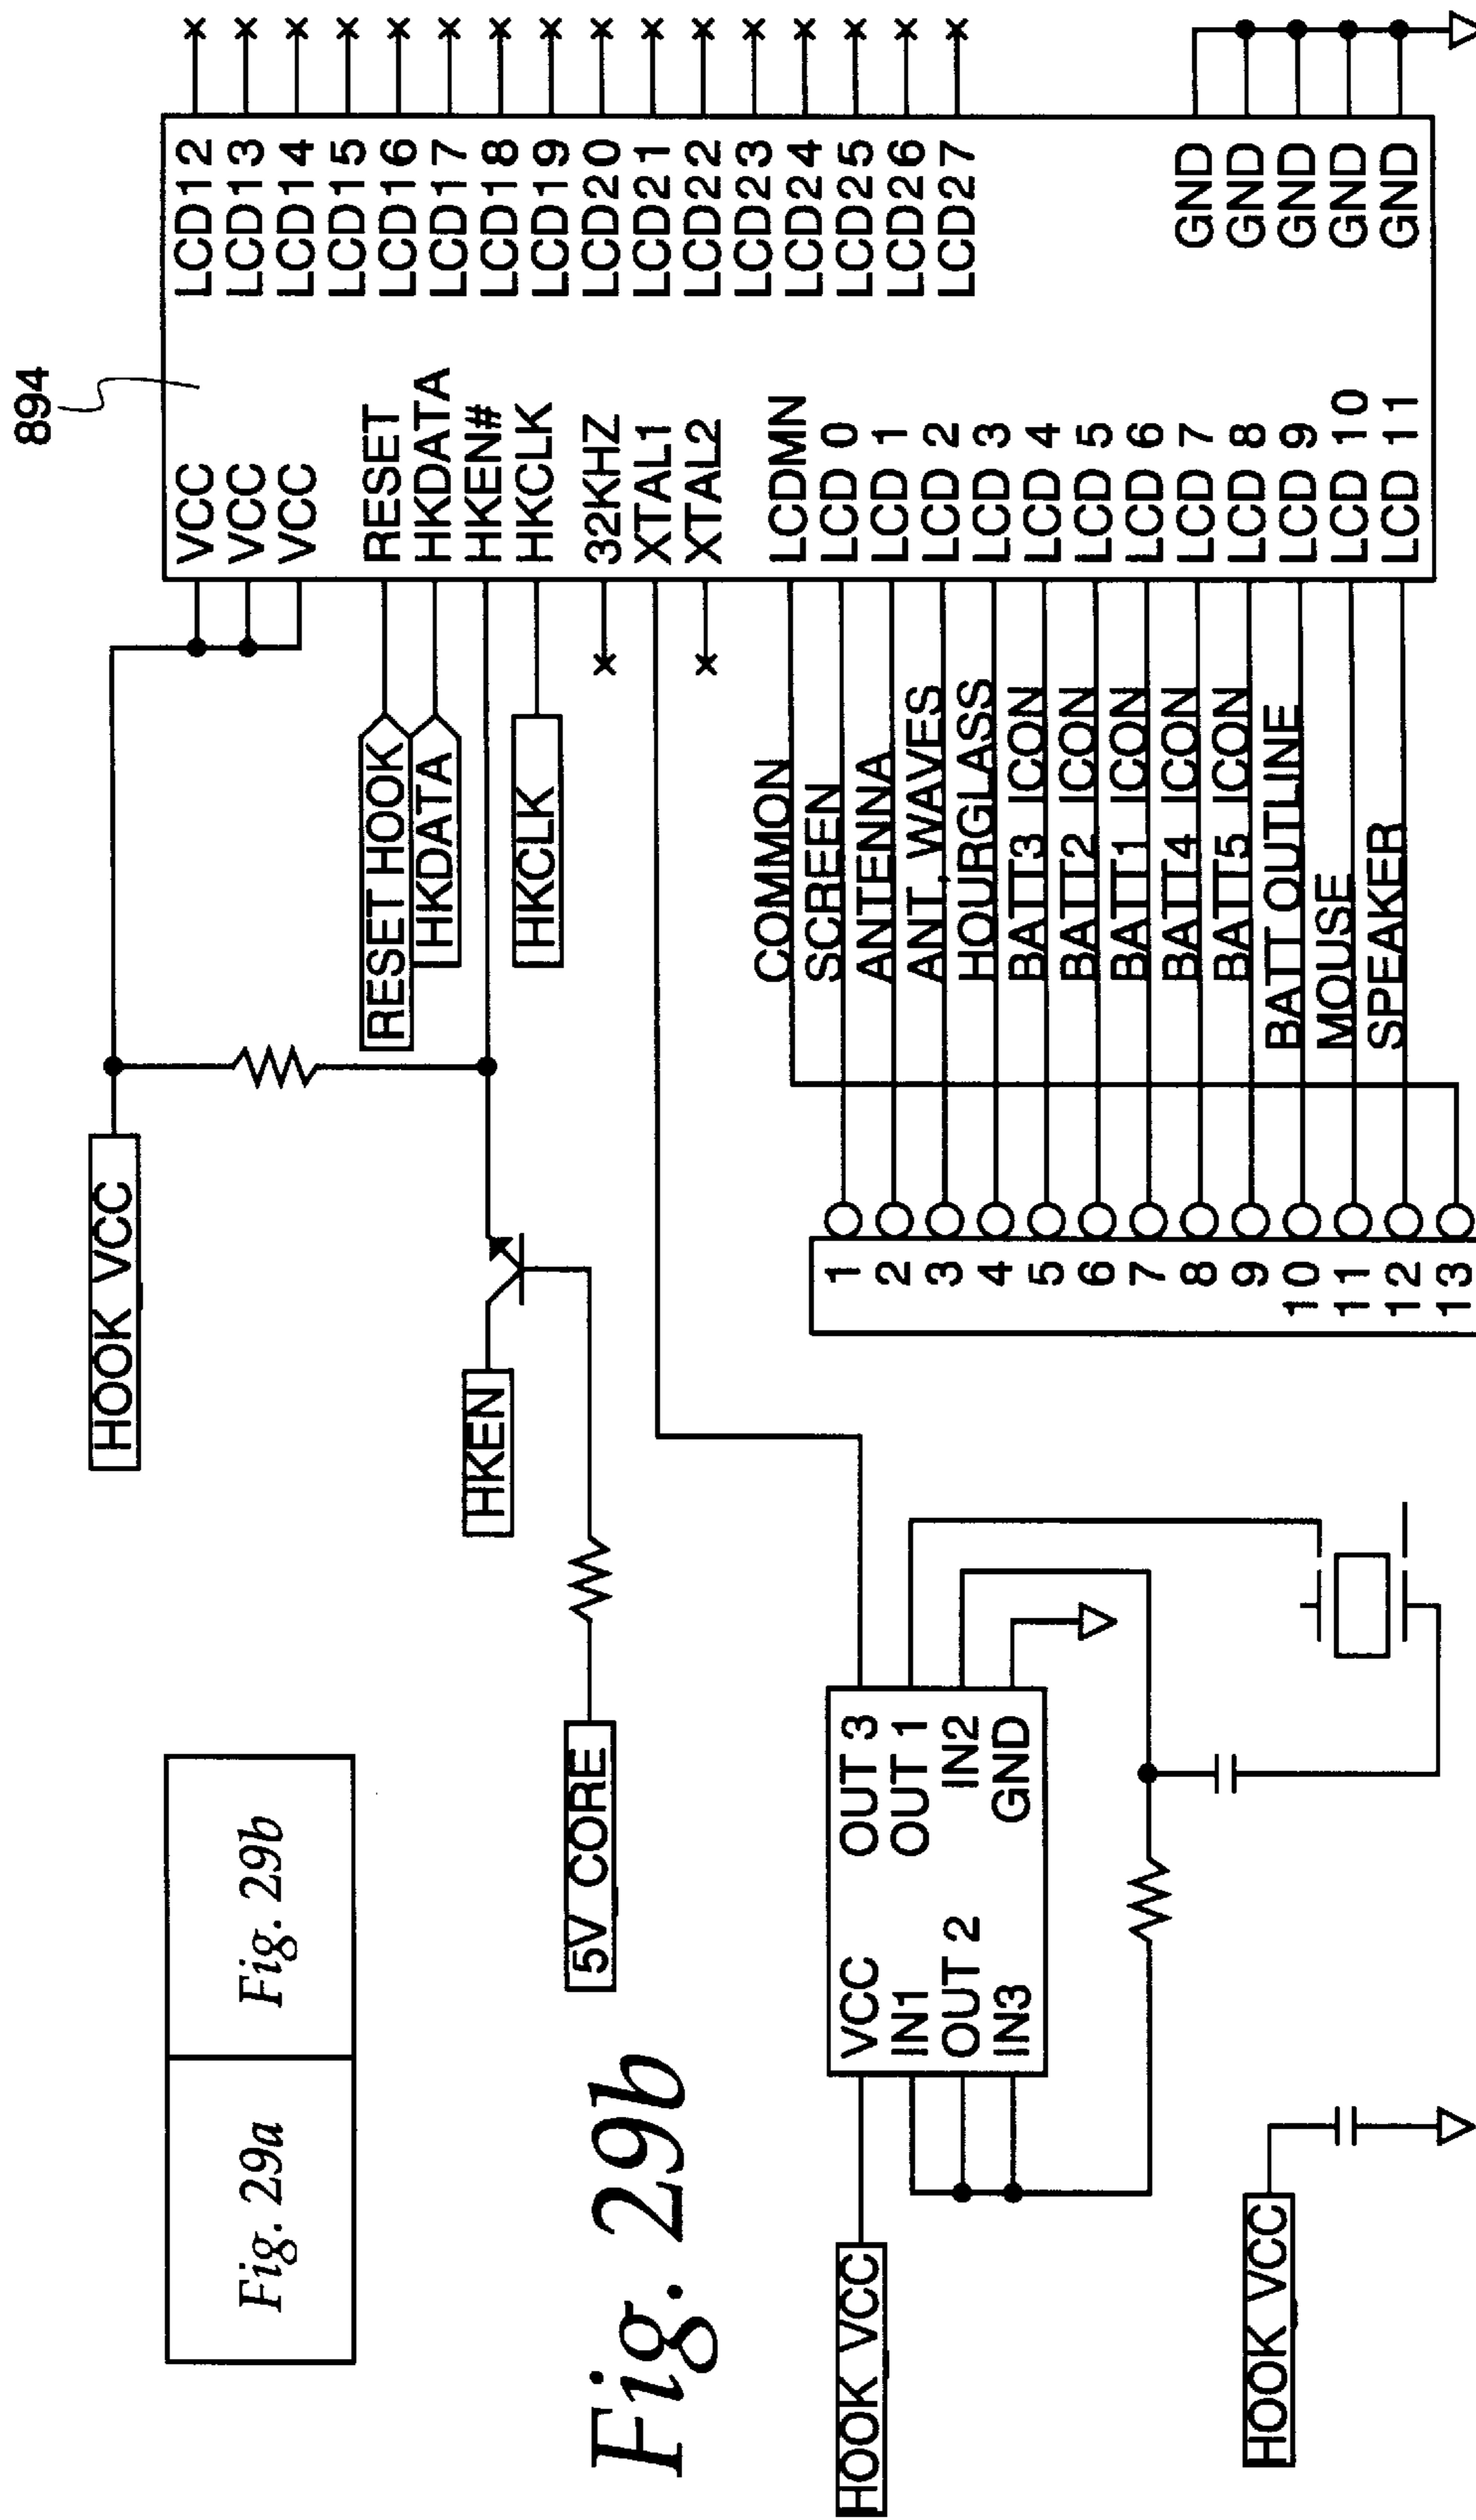 894
VCC
VCC
VCC
RESET
HKDATA
HKEN#
HKCLK
32KHZ
XTAL1
XTAL2
LCDMN
LCD 0
LCD 1
LCD 2
LCD 3
LCD 4
LCD 5
LCD 6
LCD 7
LCD 8
LCD 9
LCD 10
LCD 11
LCD12
LCD13
LCD14
LCD15
LCD16
LCD17
LCD18
LCD19
LCD20
LCD21
LCD22
LCD23
LCD24
LCD25
LCD26
LCD27
GND
GND
GND
GND
GND
HOOK VCC
RESET HOOK
HKDATA
HKCLK
HKEN
5V CORE
COMMON
SCREEN
ANTENNA
ANT. WAVES
HOURGLASS
BATT3 ICON
BATT2 ICON
BATT1 ICON
BATT4 ICON
BATT5 ICON
BATT OUTLINE
MOUSE
SPEAKER
1
2
3
4
5
6
7
8
9
10
11
12
13
Fig. 29a
Fig. 29b
Fig. 29b
HOOK VCC
VCC
IN1
OUT 2
IN3
OUT 3
OUT 1
IN2
GND
HOOK VCC